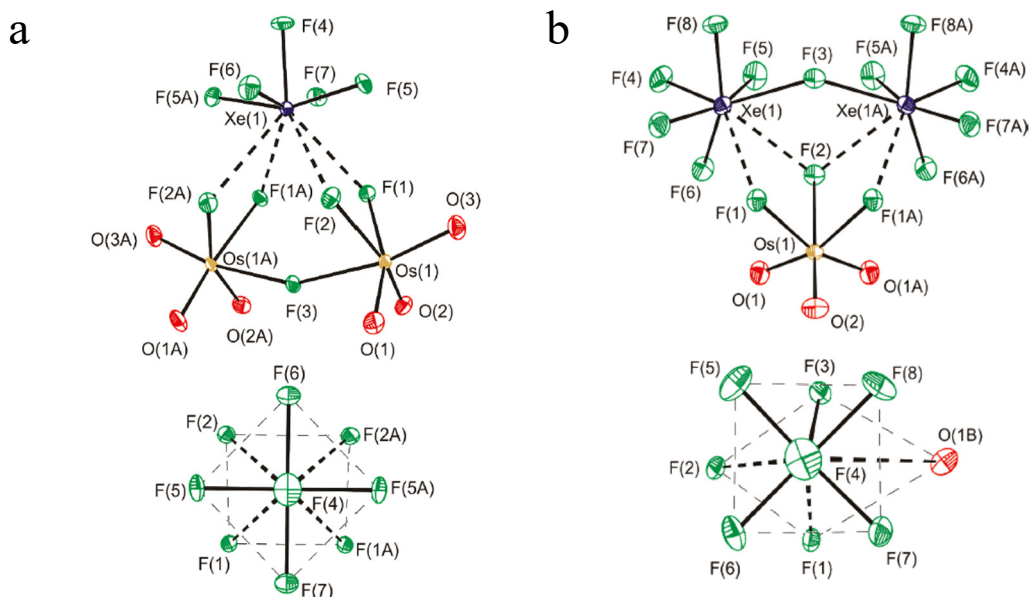 a
F(4)
F(6)
F(7)
F(5)
F(5A)
Xe(1)
F(2A)
F(1A)
F(1)
F(2)
O(3)
O(3A)
Os(1A)
Os(1)
F(3)
O(2)
O(2A)
O(1A)
O(1)
F(6)
F(2)
F(2A)
F(5)
F(4)
F(5A)
F(1)
F(1A)
F(7)
b
F(8)
F(8A)
F(5)
F(3)
F(5A)
F(4)
F(4A)
Xe(1)
Xe(1A)
F(7)
F(7A)
F(2)
F(6)
F(6A)
F(1)
F(1A)
Os(1)
O(1)
O(1A)
O(2)
F(5)
F(3)
F(8)
O(1B)
F(2)
F(4)
F(6)
F(1)
F(7)